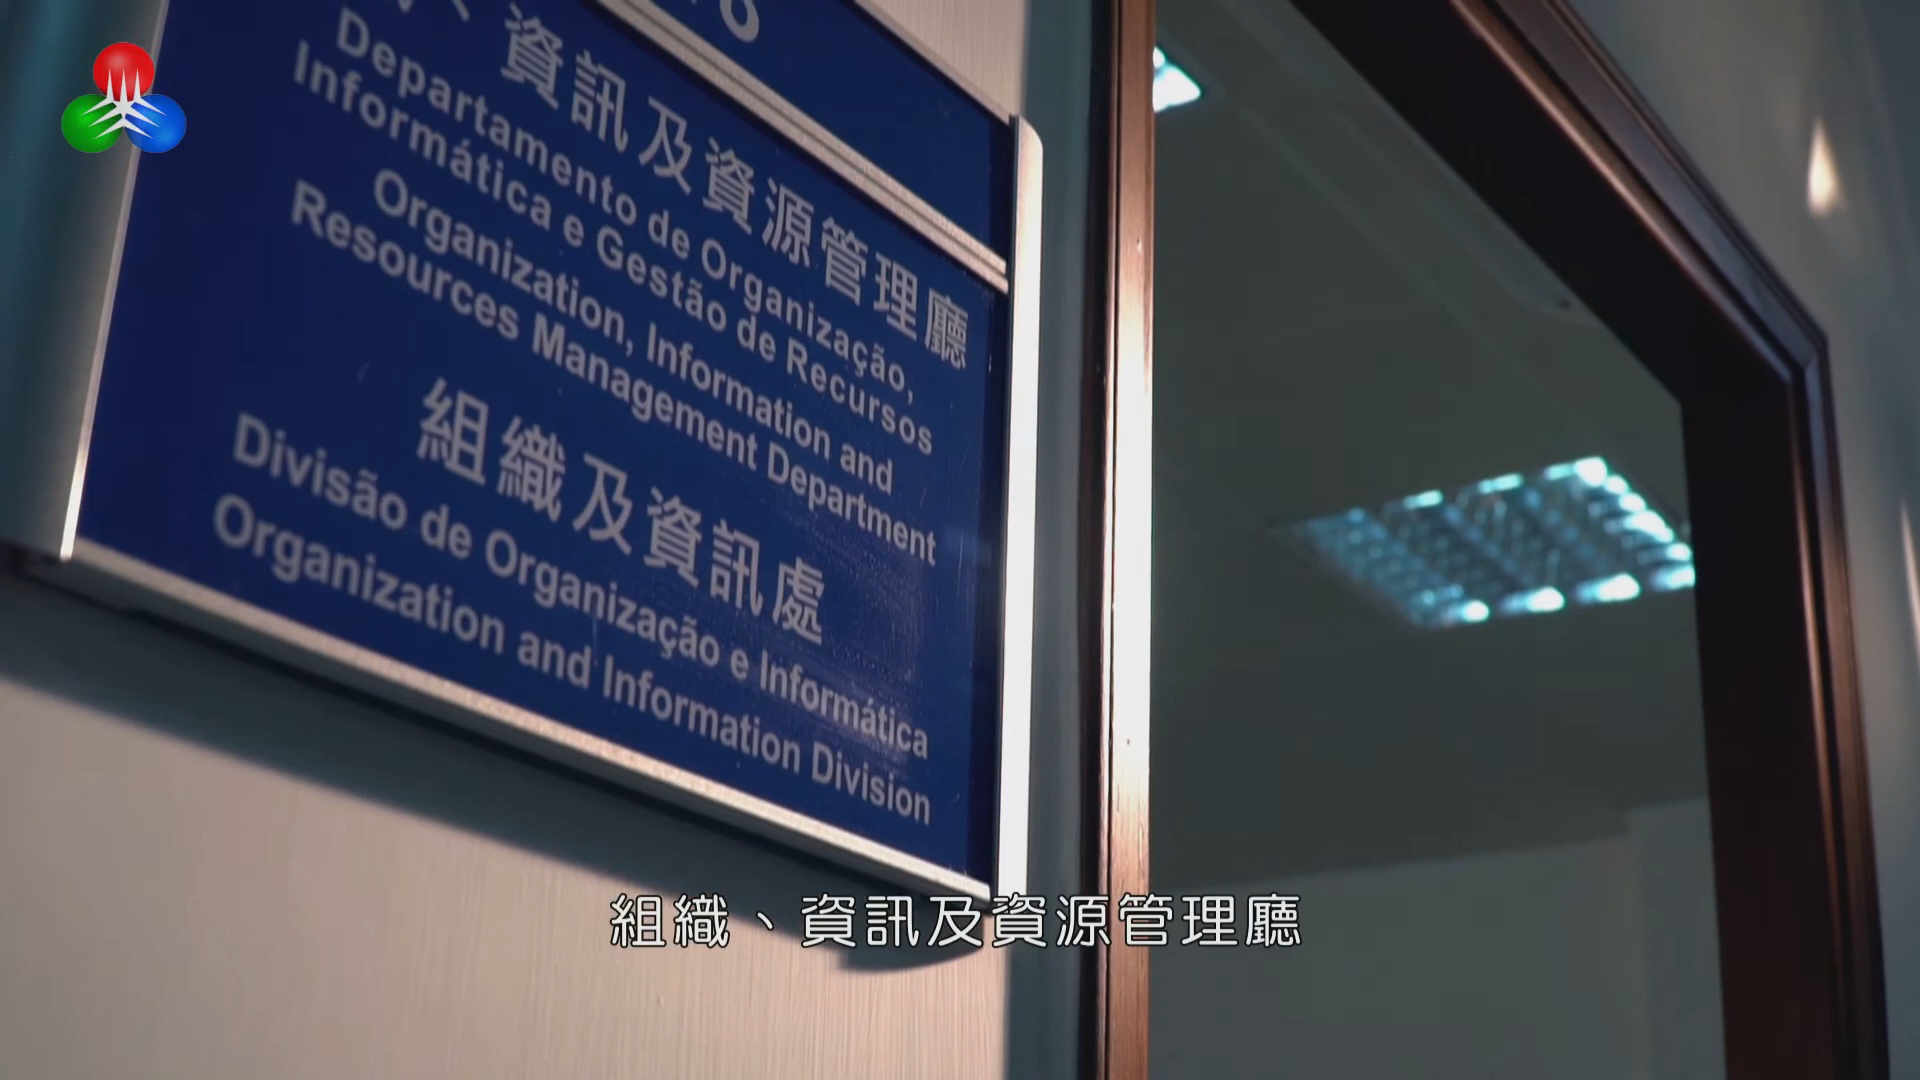 、資訊及資源管理廳
Departamento de Organização,
Informática e Gestão de Recursos
Organization, Information and
Resources Management Department
組織及資訊處
Divisão de Organização e Informática
Organization and Information Division
組織、資訊及資源管理廳